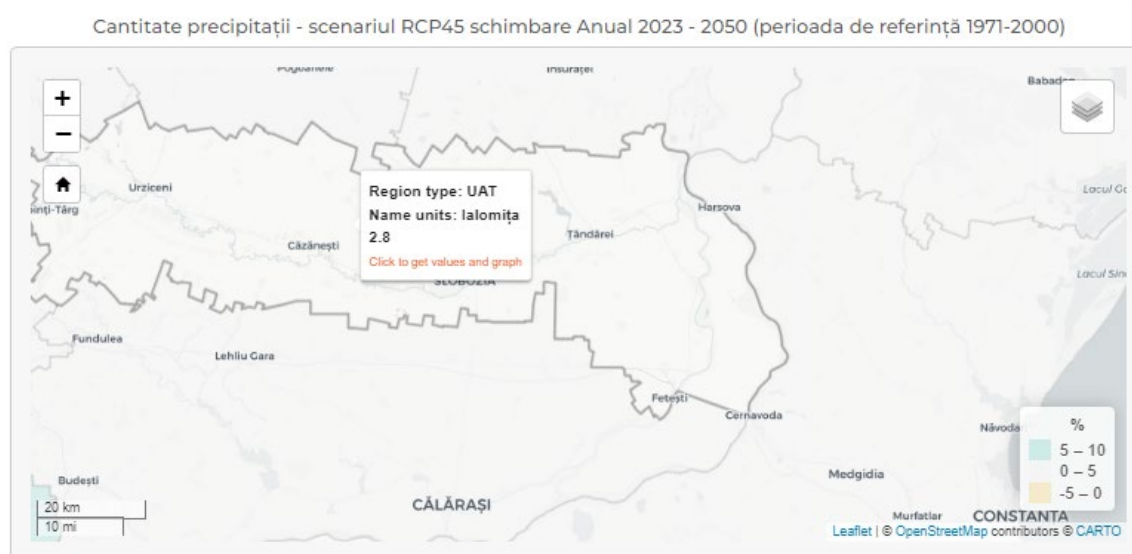 Cantitate precipitații - scenariul RCP45 schimbare Anual 2023 - 2050 (perioada de referință 1971-2000)
Pogoanele
Însurăței
+
Babadag
−
Urziceni
Region type: UAT
Name units: Ialomița
2.8
Click to get values and graph
Harsova
Lacul
Căzănești
Țăndărei
SLOBOZIA
Lacul Sin
Fundulea
Lehliu Gara
Fetești
Cernavoda
Năvoda
%
5 – 10
0 – 5
-5 – 0
Budești
Medgidia
20 km
10 mi
CĂLĂRAȘI
Murfatlar
CONSTANȚA
Leaflet | © OpenStreetMap contributors © CARTO